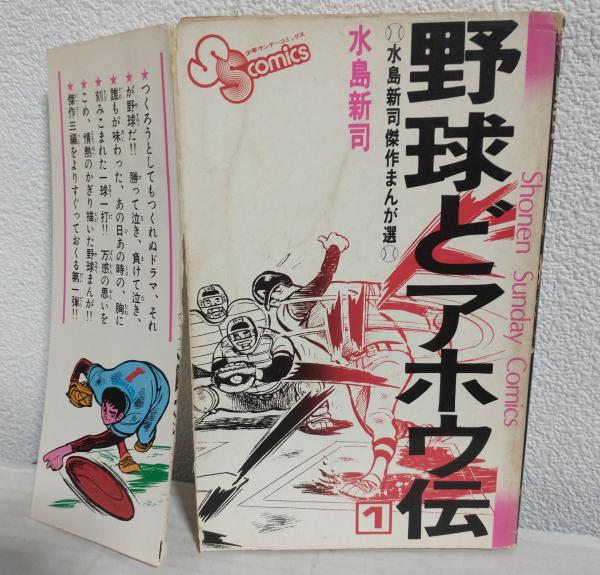 少年サンデーコミックス
SS comics
野球どアホウ伝
水島新司傑作まんが選
水島新司
Shonen Sunday Comics
1
★つくろうとしてもつくれぬドラマ、それ
が野球だ!! 勝って泣き、負けて泣き、
★誰もが味わった、あの日あの時の、胸に
★刻みこまれた一球一打!! 万感の思いを
★こめ、情熱のかぎり描いた野球まんが!!
★傑作三編をよりすぐっておくる第一弾!!
1